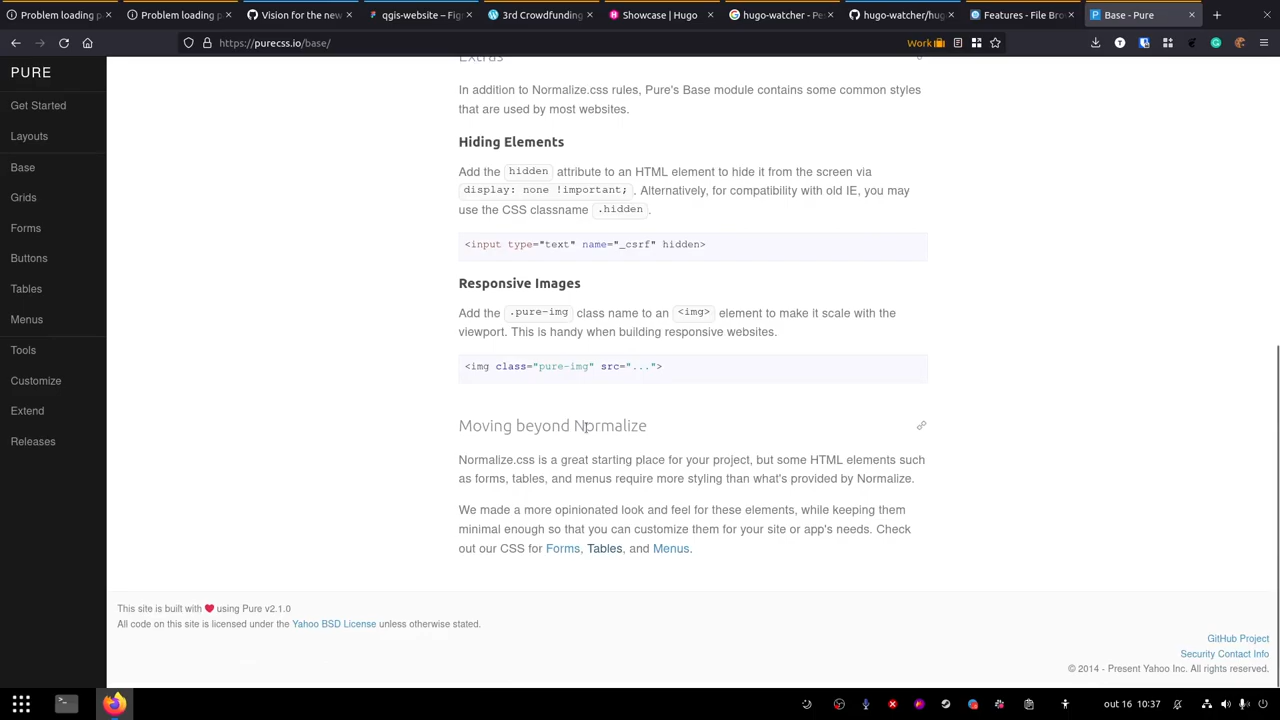 Problem loading p
Problem loading p
Vision for the new
qgis-website – Fig
3rd Crowdfunding
Showcase | Hugo
hugo-watcher - Pe
hugo-watcher/hug
Features - File Bro
Base - Pure
https://purecss.io/base/
Work
PURE
Get Started
Layouts
Base
Grids
Forms
Buttons
Tables
Menus
Tools
Customize
Extend
Releases
Extras
In addition to Normalize.css rules, Pure's Base module contains some common styles
that are used by most websites.
Hiding Elements
Add the hidden attribute to an HTML element to hide it from the screen via
display: none !important; . Alternatively, for compatibility with old IE, you may
use the CSS classname .hidden .
<input type="text" name="_csrf" hidden>
Responsive Images
Add the .pure-img class name to an <img> element to make it scale with the
viewport. This is handy when building responsive websites.
<img class="pure-img" src="...">
Moving beyond Normalize
Normalize.css is a great starting place for your project, but some HTML elements such
as forms, tables, and menus require more styling than what's provided by Normalize.
We made a more opinionated look and feel for these elements, while keeping them
minimal enough so that you can customize them for your site or app's needs. Check
out our CSS for Forms, Tables, and Menus.
This site is built with ❤️ using Pure v2.1.0
All code on this site is licensed under the Yahoo BSD License unless otherwise stated.
GitHub Project
Security Contact Info
© 2014 - Present Yahoo Inc. All rights reserved.
out 16 10:37